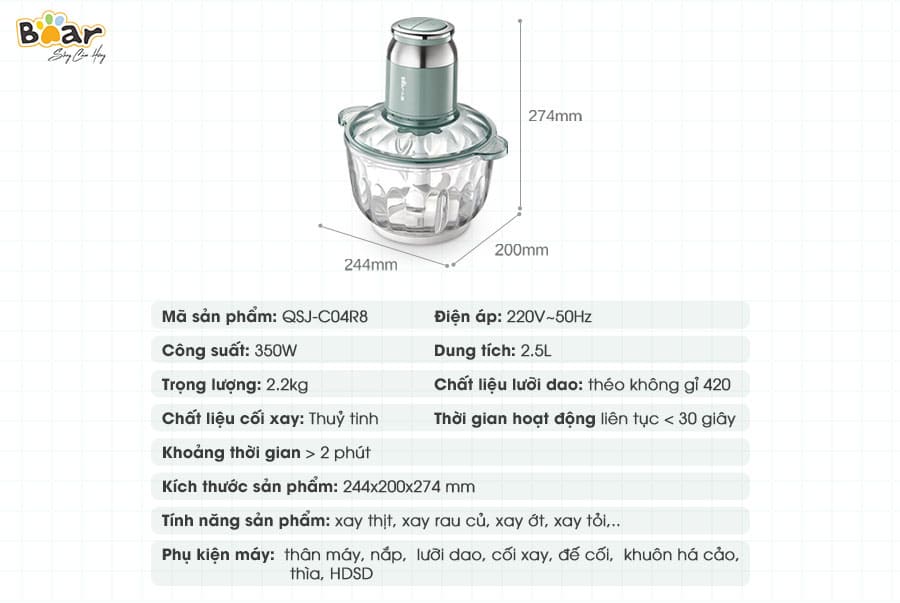 Bear
Sống Cảm Hứng
274mm
200mm
244mm
Mã sản phẩm: QSJ-C04R8 Điện áp: 220V~50Hz
Công suất: 350W Dung tích: 2.5L
Trọng lượng: 2.2kg Chất liệu lưỡi dao: théo không gỉ 420
Chất liệu cối xay: Thuỷ tinh Thời gian hoạt động liên tục < 30 giây
Khoảng thời gian > 2 phút
Kích thước sản phẩm: 244x200x274 mm
Tính năng sản phẩm: xay thịt, xay rau củ, xay ớt, xay tỏi,..
Phụ kiện máy: thân máy, nắp, lưỡi dao, cối xay, đế cối, khuôn há cảo,
thìa, HDSD